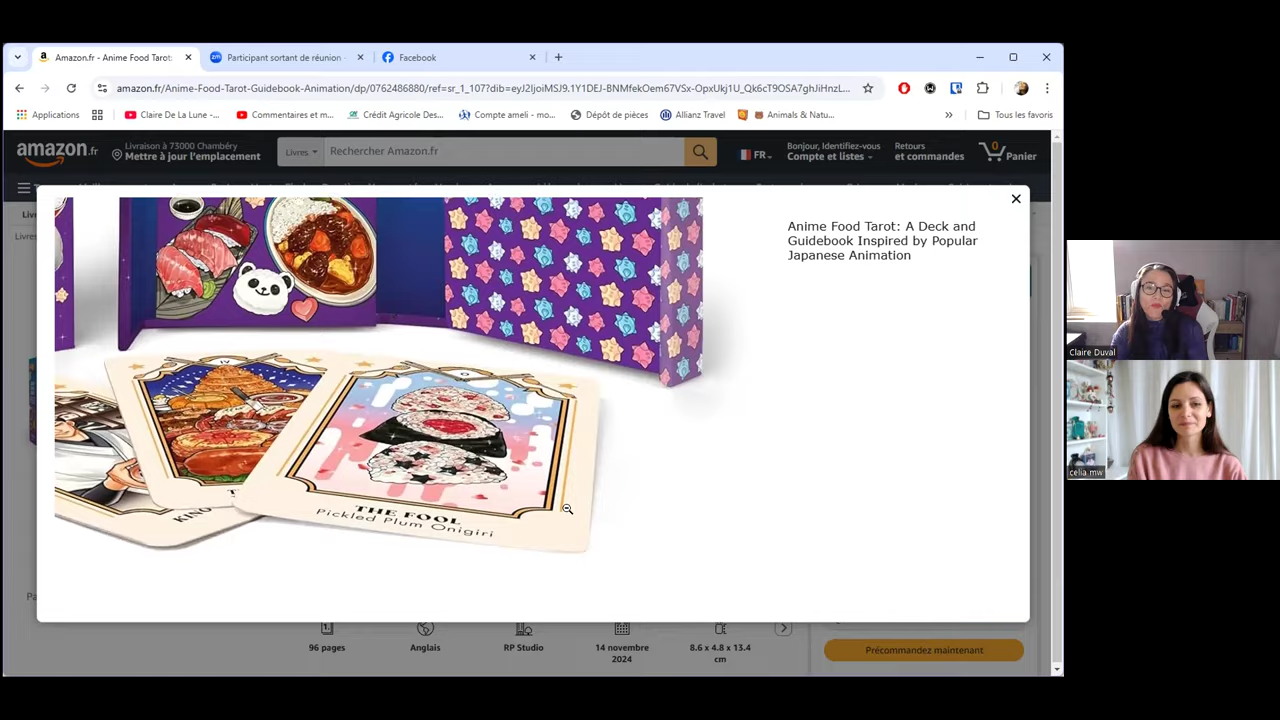 Amazon.fr - Anime Food Tarot:
Participant sortant de réunion
Facebook
amazon.fr/Anime-Food-Tarot-Guidebook-Animation/dp/0762486880/ref=sr_1_107?dib=eyJ2IjoiMSJ9.1Y1DEJ-BNMfekOem67VSx-OpxUkj1U_Qk6cT9OSA7ghJiHnzL...
Applications
Claire De La Lune -...
Commentaires et m...
Crédit Agricole Des...
Compte ameli - mo...
Dépôt de pièces
Allianz Travel
Animals & Natu...
»
Tous les favoris
amazon.fr
Livraison à 73000 Chambéry
Mettre à jour l'emplacement
Livres
Rechercher Amazon.fr
FR
Bonjour, Identifiez-vous
Compte et listes
Retours
et commandes
0
Panier
Anime Food Tarot: A Deck and
Guidebook Inspired by Popular
Japanese Animation
IV
0
THE FOOL
Pickled Plum Onigiri
96 pages
Anglais
RP Studio
14 novembre
2024
8.6 x 4.8 x 13.4
cm
Précommandez maintenant
Claire Duval
celia mw